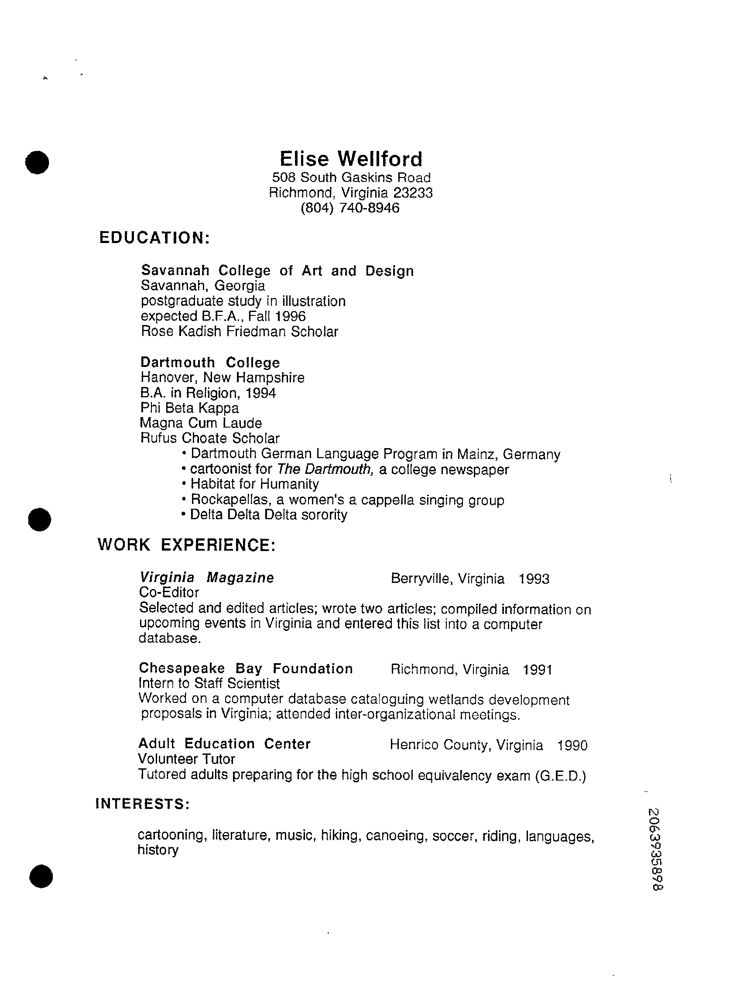 Elise Wellford
508 South Gaskins Road
Richmond, Virginia 23233
(804) 740-8946
EDUCATION:
Savannah College of Art and Design
Savannah, Georgia
postgraduate study in illustration
expected B.F.A., Fall 1996
Rose Kadish Friedman Scholar
Dartmouth College
Hanover, New Hampshire
B.A. in Religion, 1994
Phi Beta Kappa
Magna Cum Laude
Rufus Choate Scholar
• Dartmouth German Language Program in Mainz, Germany
• cartoonist for The Dartmouth, a college newspaper
• Habitat for Humanity
• Rockapellas, a women's a cappella singing group
• Delta Delta Delta sorority
WORK EXPERIENCE:
Virginia Magazine Berryville, Virginia 1993
Co-Editor
Selected and edited articles; wrote two articles; compiled information on
upcoming events in Virginia and entered this list into a computer
database.
Chesapeake Bay Foundation Richmond, Virginia 1991
Intern to Staff Scientist
Worked on a computer database cataloguing wetlands development
proposals in Virginia; attended inter-organizational meetings.
Adult Education Center Henrico County, Virginia 1990
Volunteer Tutor
Tutored adults preparing for the high school equivalency exam (G.E.D.)
INTERESTS:
cartooning, literature, music, hiking, canoeing, soccer, riding, languages,
history
2063935898